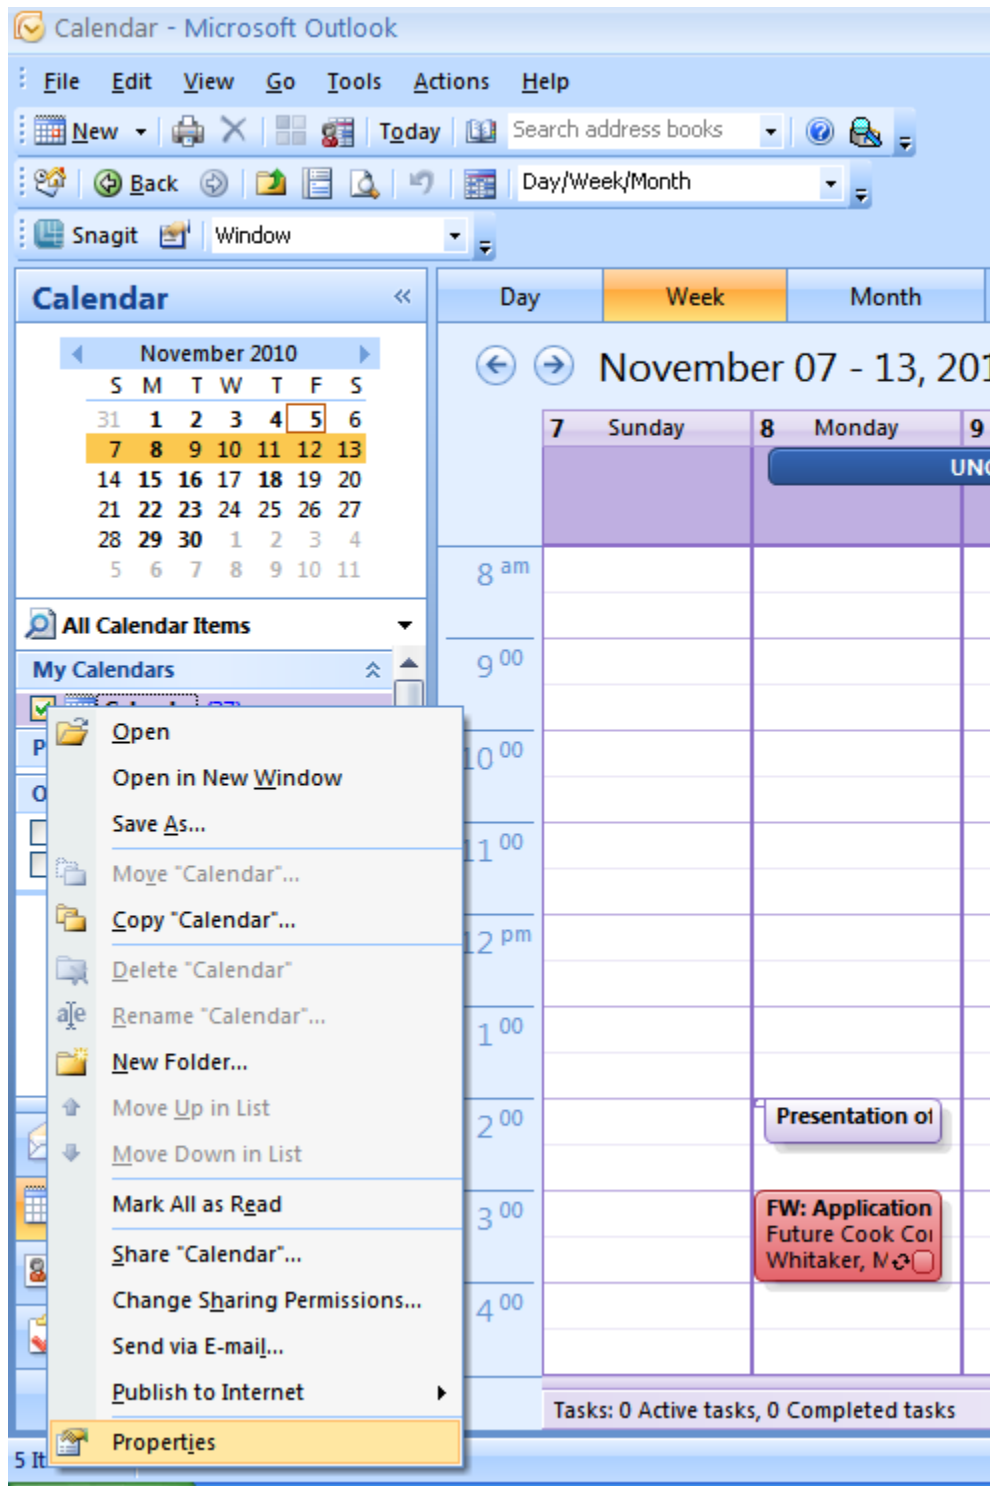 Calendar - Microsoft Outlook
File Edit View Go Tools Actions Help
New Today Search address books
Back Day/Week/Month
Snagit Window
Calendar «
Day Week Month
November 2010
S M T W T F S
31 1 2 3 4 5 6
7 8 9 10 11 12 13
14 15 16 17 18 19 20
21 22 23 24 25 26 27
28 29 30 1 2 3 4
5 6 7 8 9 10 11
November 07 - 13, 201
7 Sunday 8 Monday 9
UNC
All Calendar Items
My Calendars
P
O
Open
Open in New Window
Save As...
Move "Calendar"...
Copy "Calendar"...
Delete "Calendar"
Rename "Calendar"...
New Folder...
Move Up in List
Move Down in List
Mark All as Read
Share "Calendar"...
Change Sharing Permissions...
Send via E-mail...
Publish to Internet
Properties
8 am
9 00
10 00
11 00
12 pm
1 00
2 00
3 00
4 00
Presentation of
FW: Application
Future Cook Co
Whitaker, M
Tasks: 0 Active tasks, 0 Completed tasks
5 It